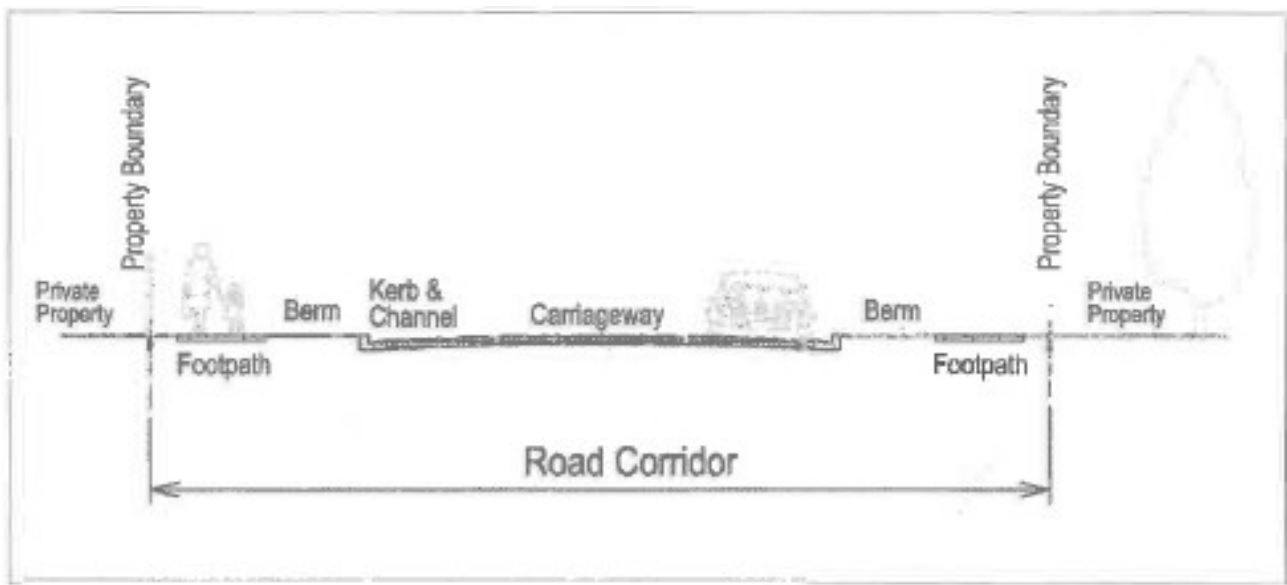 Property Boundary
Property Boundary
Private
Property
Berm
Kerb &
Channel
Carriageway
Berm
Private
Property
Footpath
Footpath
Road Corridor